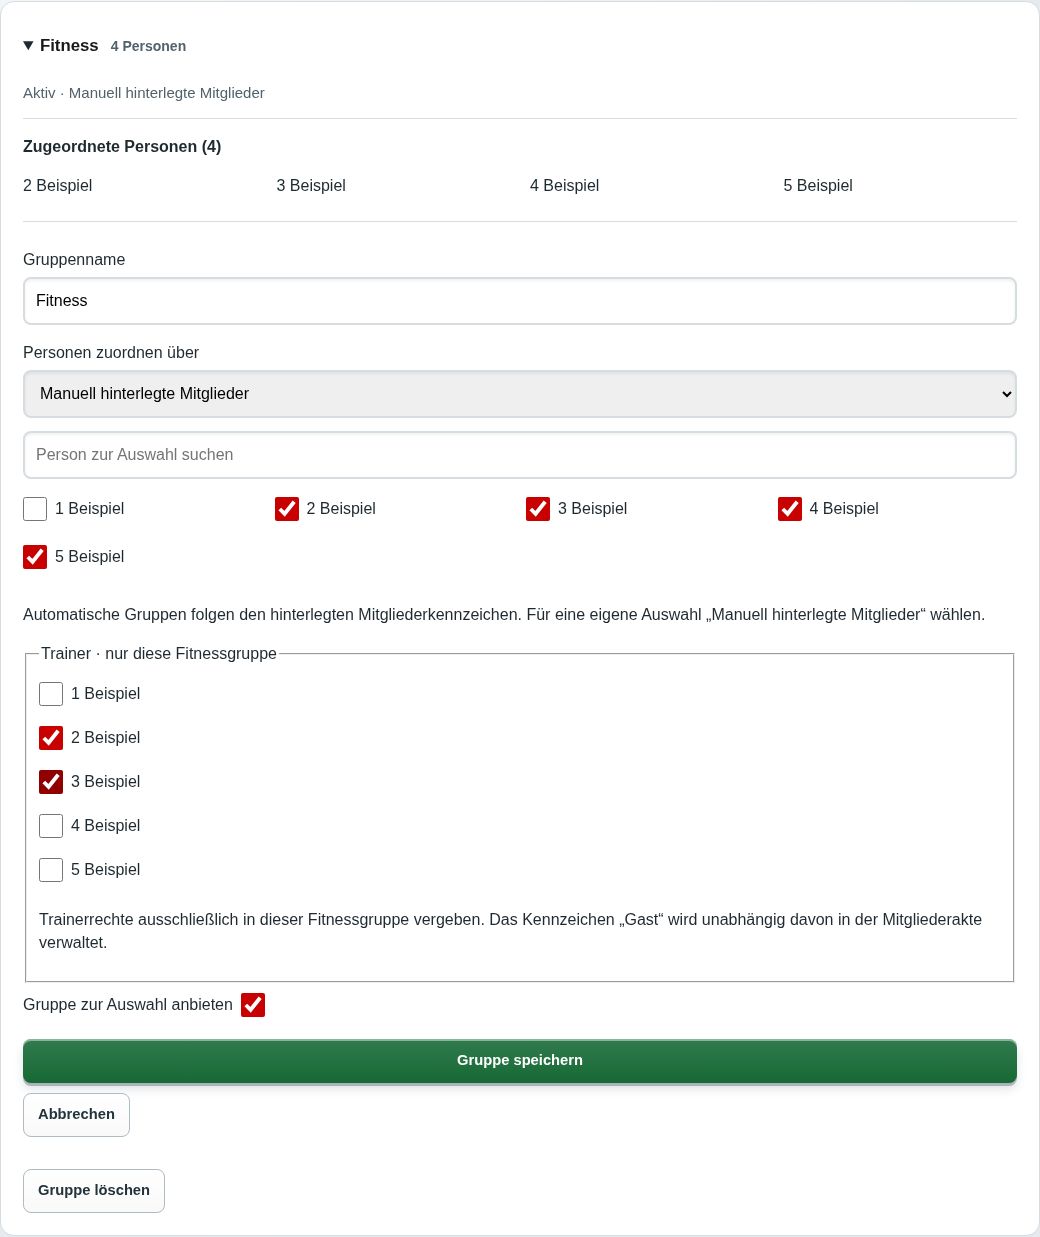 Fitness 4 Personen
Aktiv · Manuell hinterlegte Mitglieder
Zugeordnete Personen (4)
2 Beispiel 3 Beispiel 4 Beispiel 5 Beispiel
Gruppenname
Fitness
Personen zuordnen über
Manuell hinterlegte Mitglieder
Person zur Auswahl suchen
1 Beispiel 2 Beispiel 3 Beispiel 4 Beispiel
5 Beispiel
Automatische Gruppen folgen den hinterlegten Mitgliederkennzeichen. Für eine eigene Auswahl „Manuell hinterlegte Mitglieder“ wählen.
Trainer · nur diese Fitnessgruppe
1 Beispiel
2 Beispiel
3 Beispiel
4 Beispiel
5 Beispiel
Trainerrechte ausschließlich in dieser Fitnessgruppe vergeben. Das Kennzeichen „Gast“ wird unabhängig davon in der Mitgliederakte
verwaltet.
Gruppe zur Auswahl anbieten
Gruppe speichern
Abbrechen
Gruppe löschen